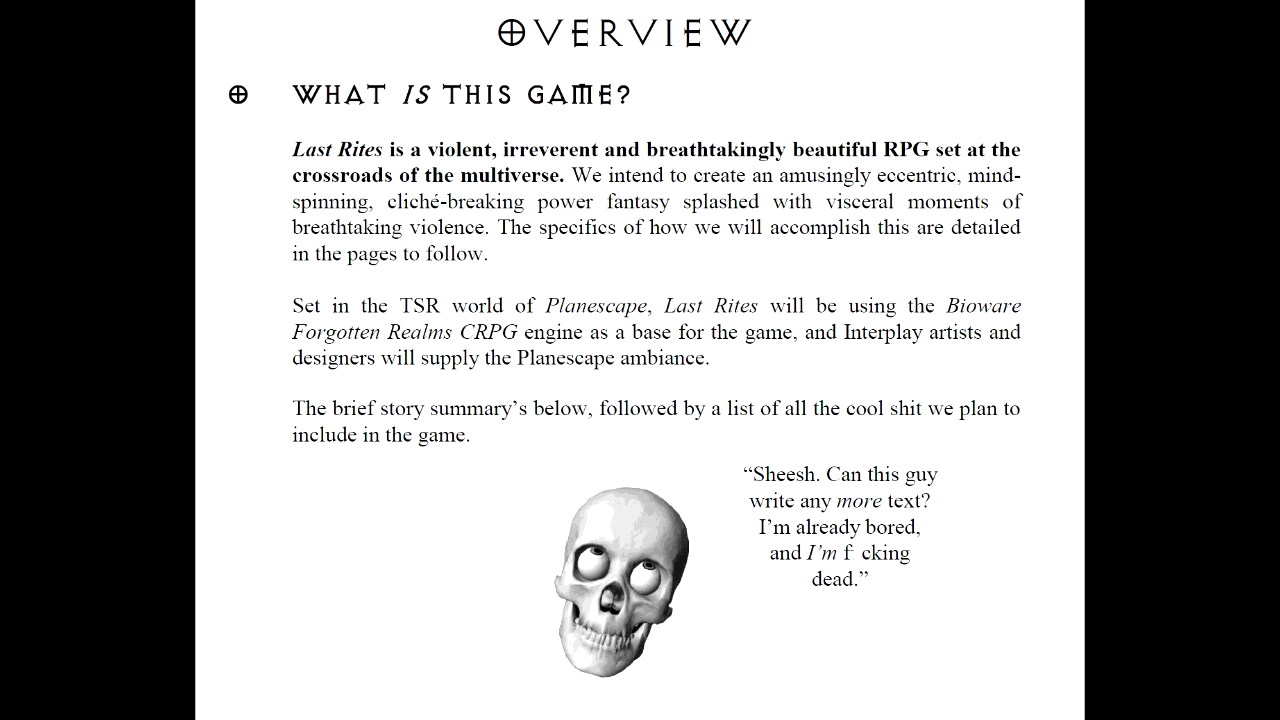 OVERVIEW
WHAT IS THIS GAME?
Last Rites is a violent, irreverent and breathtakingly beautiful RPG set at the
crossroads of the multiverse. We intend to create an amusingly eccentric, mind-
spinning, cliché-breaking power fantasy splashed with visceral moments of
breathtaking violence. The specifics of how we will accomplish this are detailed
in the pages to follow.
Set in the TSR world of Planescape, Last Rites will be using the Bioware
Forgotten Realms CRPG engine as a base for the game, and Interplay artists and
designers will supply the Planescape ambiance.
The brief story summary’s below, followed by a list of all the cool shit we plan to
include in the game.
“Sheesh. Can this guy
write any more text?
I’m already bored,
and I’m f cking
dead.”